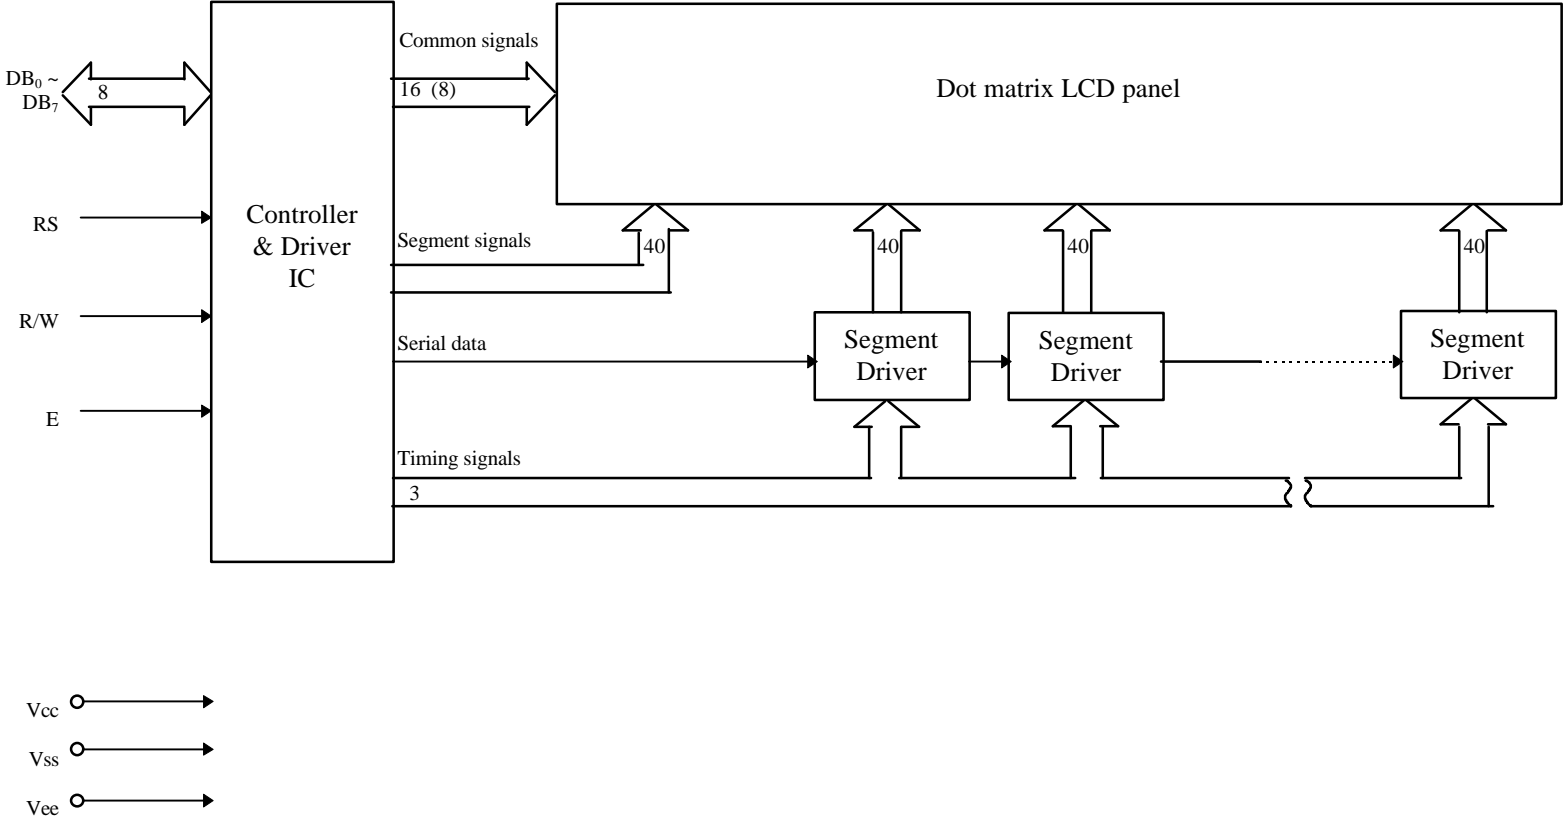 Common signals
DB₀ ~
DB₇
8
16 (8)
Dot matrix LCD panel
Controller
& Driver
IC
RS
Segment signals
40
40
40
40
R/W
Serial data
Segment
Driver
Segment
Driver
Segment
Driver
E
Timing signals
3
Vcc
Vss
Vee